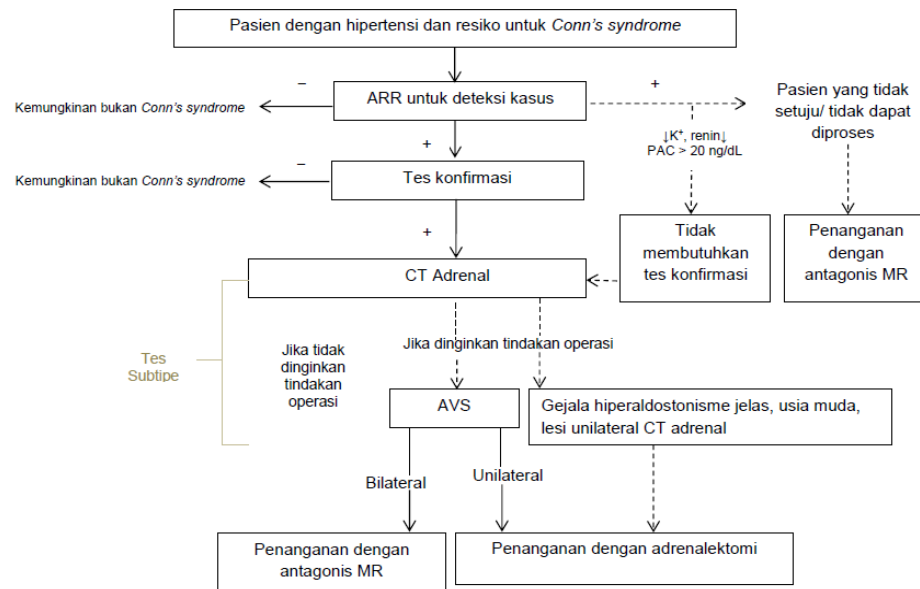 Pasien dengan hipertensi dan resiko untuk Conn's syndrome
–
+
Kemungkinan bukan Conn's syndrome
ARR untuk deteksi kasus
Pasien yang tidak
setuju/ tidak dapat
diproses
+
↓K⁺, renin↓
PAC > 20 ng/dL
–
Kemungkinan bukan Conn's syndrome
Tes konfirmasi
+
Tidak
membutuhkan
tes konfirmasi
Penanganan
dengan
antagonis MR
CT Adrenal
Tes
Subtipe
Jika tidak
dinginkan
tindakan
operasi
Jika dinginkan tindakan operasi
AVS
Gejala hiperaldostonisme jelas, usia muda,
lesi unilateral CT adrenal
Bilateral
Unilateral
Penanganan dengan
antagonis MR
Penanganan dengan adrenalektomi